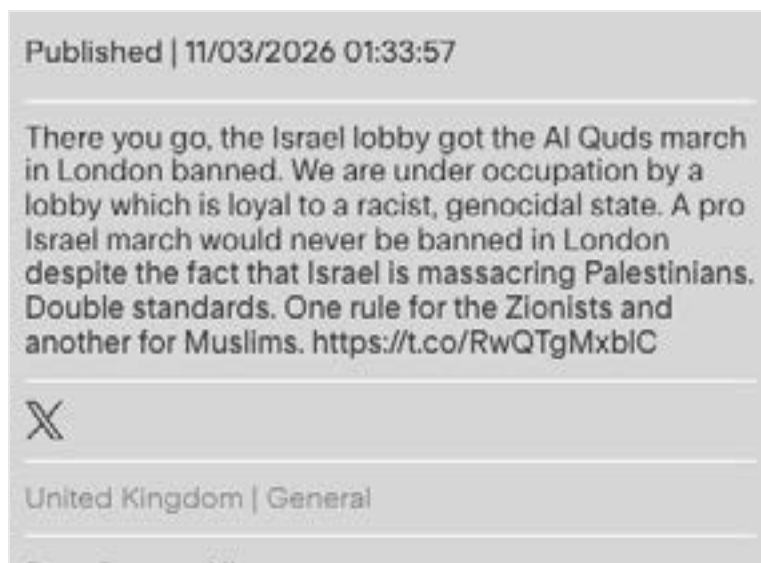 Published | 11/03/2026 01:33:57
There you go, the Israel lobby got the Al Quds march
in London banned. We are under occupation by a
lobby which is loyal to a racist, genocidal state. A pro
Israel march would never be banned in London
despite the fact that Israel is massacring Palestinians.
Double standards. One rule for the Zionists and
another for Muslims. https://t.co/RwQTgMxblC
X
United Kingdom | General